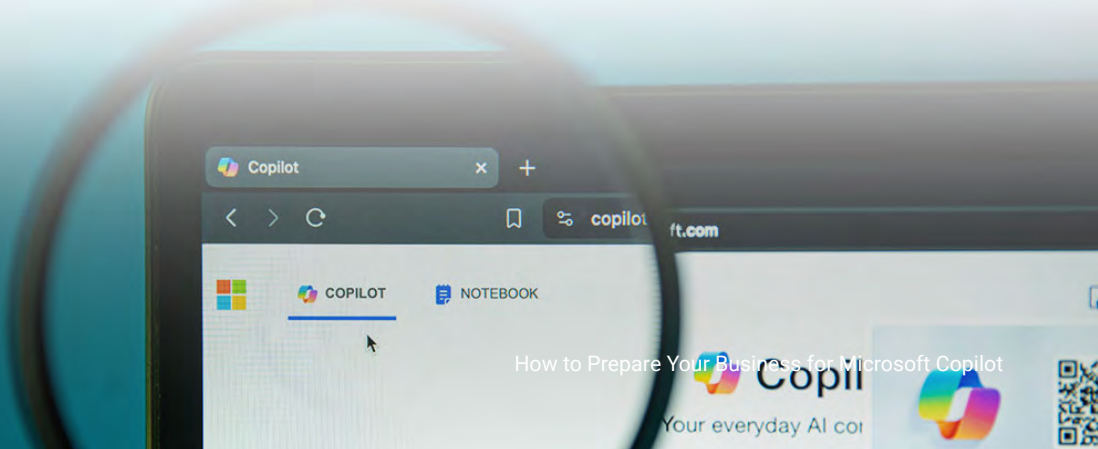 Copilot
copilot
ft.com
COPILOT NOTEBOOK
How to Prepare Your Business for Microsoft Copilot
Copil
Your everyday AI co